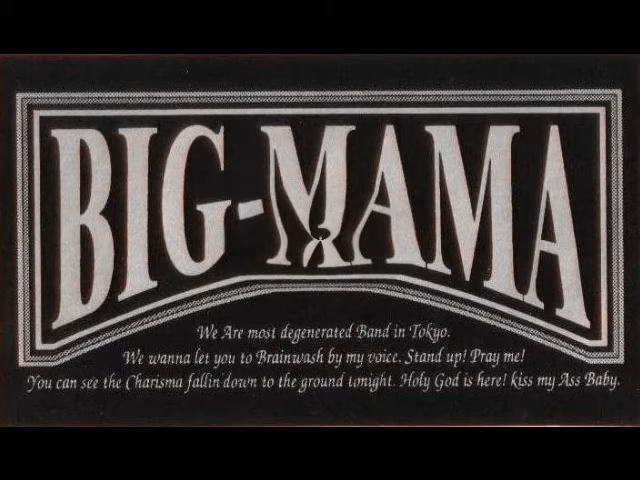 BIG-MAMA
We Are most degenerated Band in Tokyo.
We wanna let you to Brainwash by my voice. Stand up! Pray me!
You can see the Charisma fallin'down to the ground tonight. Holy God is here! kiss my Ass Baby.